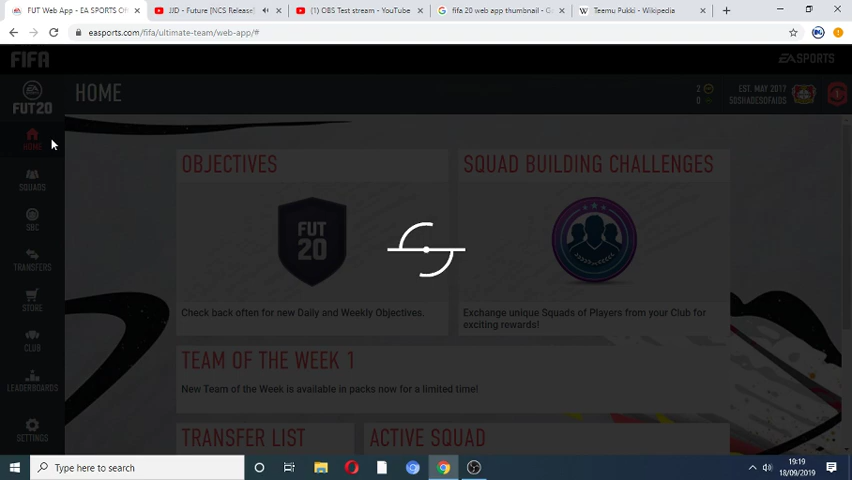 FUT Web App - EA SPORTS Of
JJD - Future [NCS Release]
(1) OBS Test stream - YouTube
fifa 20 web app thumbnail - Go
Teemu Pukki - Wikipedia
easports.com/fifa/ultimate-team/web-app/#
FIFA
EA SPORTS
FUT20
HOME
2
0
EST. MAY 2017
50SHADESOFAIDS
HOME
SQUADS
SBC
TRANSFERS
STORE
CLUB
LEADERBOARDS
SETTINGS
OBJECTIVES
FUT
20
Check back often for new Daily and Weekly Objectives.
SQUAD BUILDING CHALLENGES
Exchange unique Squads of Players from your Club for
exciting rewards!
TEAM OF THE WEEK 1
New Team of the Week is available in packs now for a limited time!
TRANSFER LIST
ACTIVE SQUAD
Type here to search
19:19
18/09/2019